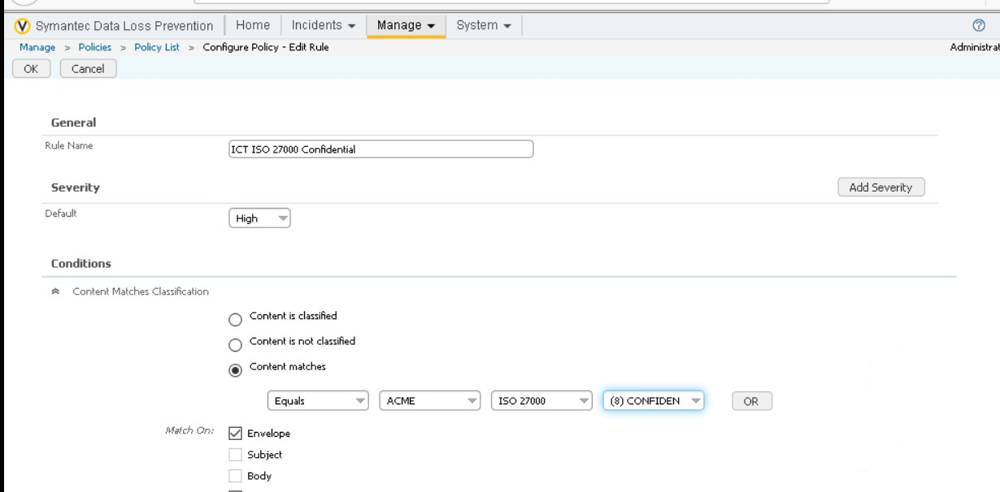 Symantec Data Loss Prevention Home Incidents Manage System ?
Manage > Policies > Policy List > Configure Policy - Edit Rule Administrat
OK Cancel
General
Rule Name ICT ISO 27000 Confidential
Severity Add Severity
Default High
Conditions
Content Matches Classification
Content is classified
Content is not classified
Content matches
Equals ACME ISO 27000 (8) CONFIDEN OR
Match On: Envelope
Subject
Body